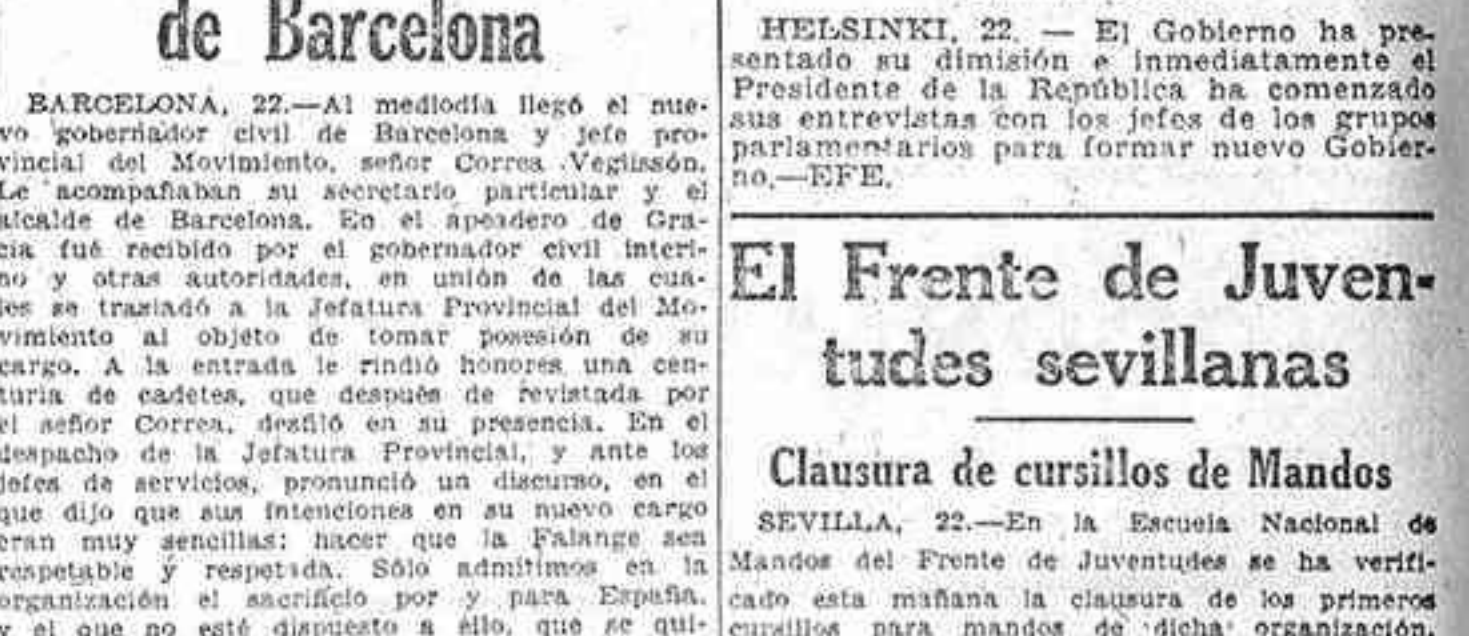 de Barcelona
BARCELONA, 22.—Al mediodía llegó el nue-
vo gobernador civil de Barcelona y jefe pro-
vincial del Movimiento, señor Correa Veglissón.
Le acompañaban su secretario particular y el
alcalde de Barcelona. En el apeadero de Gra-
cia fué recibido por el gobernador civil interi-
no y otras autoridades, en unión de las cua-
les se trasladó a la Jefatura Provincial del Mo-
vimiento al objeto de tomar posesión de su
cargo. A la entrada le rindió honores una cen-
turia de cadetes, que después de revistada por
el señor Correa, desfiló en su presencia. En el
despacho de la Jefatura Provincial, y ante los
jefes de servicios, pronunció un discurso, en el
que dijo que sus intenciones en su nuevo cargo
eran muy sencillas: hacer que la Falange sea
respetable y respetada. Sólo admitimos en la
organización el sacrificio por y para España,
y el que no esté dispuesto a ello, que se qui-
HELSINKI, 22. — El Gobierno ha pre-
sentado su dimisión e inmediatamente el
Presidente de la República ha comenzado
sus entrevistas con los jefes de los grupos
parlamentarios para formar nuevo Gobier-
no.—EFE.
El Frente de Juven-
tudes sevillanas
Clausura de cursillos de Mandos
SEVILLA, 22.—En la Escuela Nacional de
Mandos del Frente de Juventudes se ha verifi-
cado esta mañana la clausura de los primeros
cursillos para mandos de dicha organización.